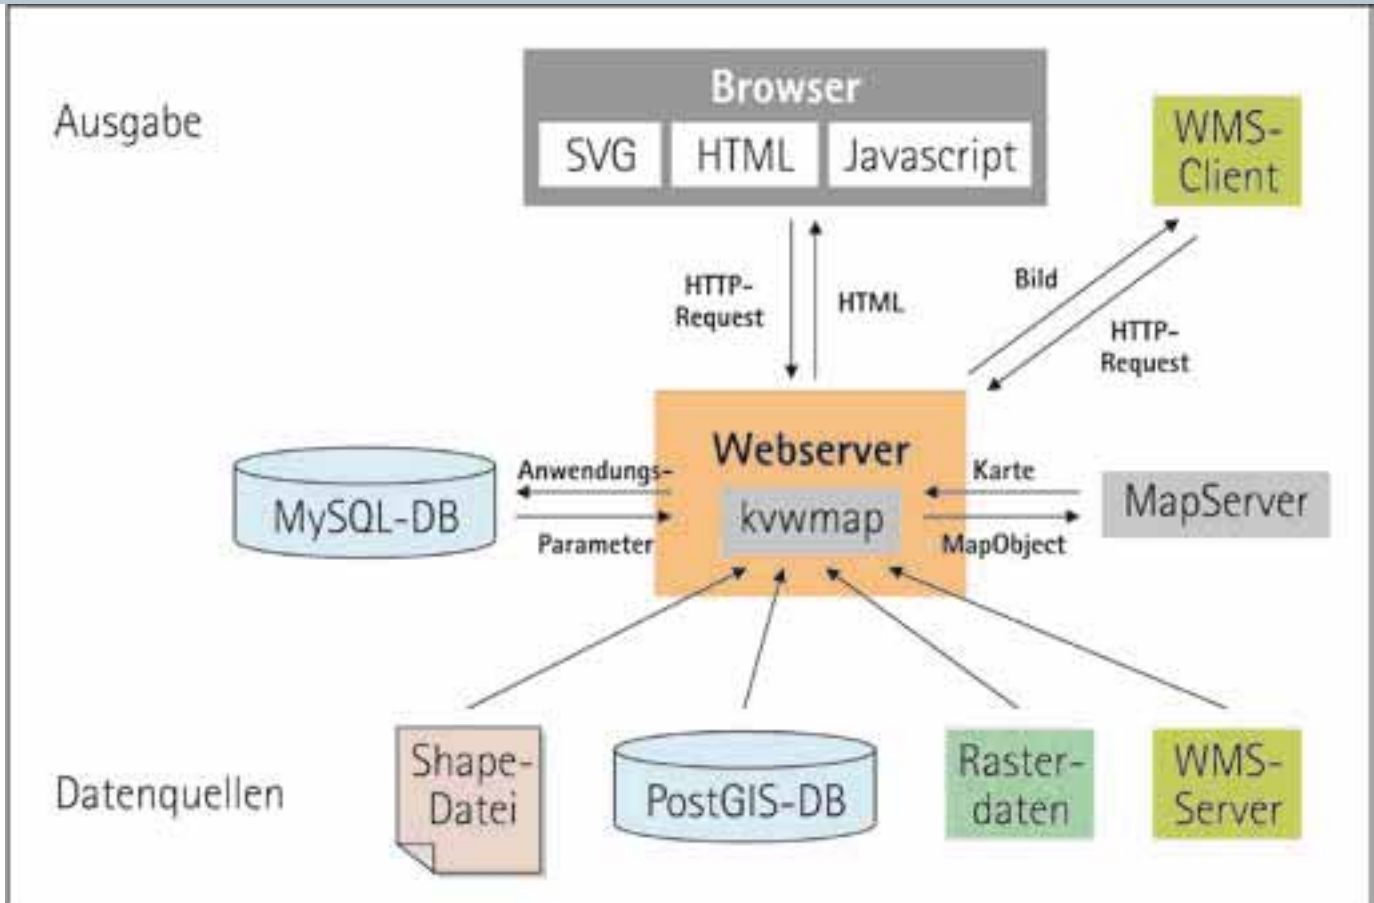 Browser
Ausgabe
SVG
HTML
Javascript
WMS-
Client
HTTP-
Request
HTML
Bild
HTTP-
Request
Webserver
kvwmap
MySQL-DB
Anwendungs-
Parameter
Karte
MapObject
MapServer
Datenquellen
Shape-
Datei
PostGIS-DB
Raster-
daten
WMS-
Server